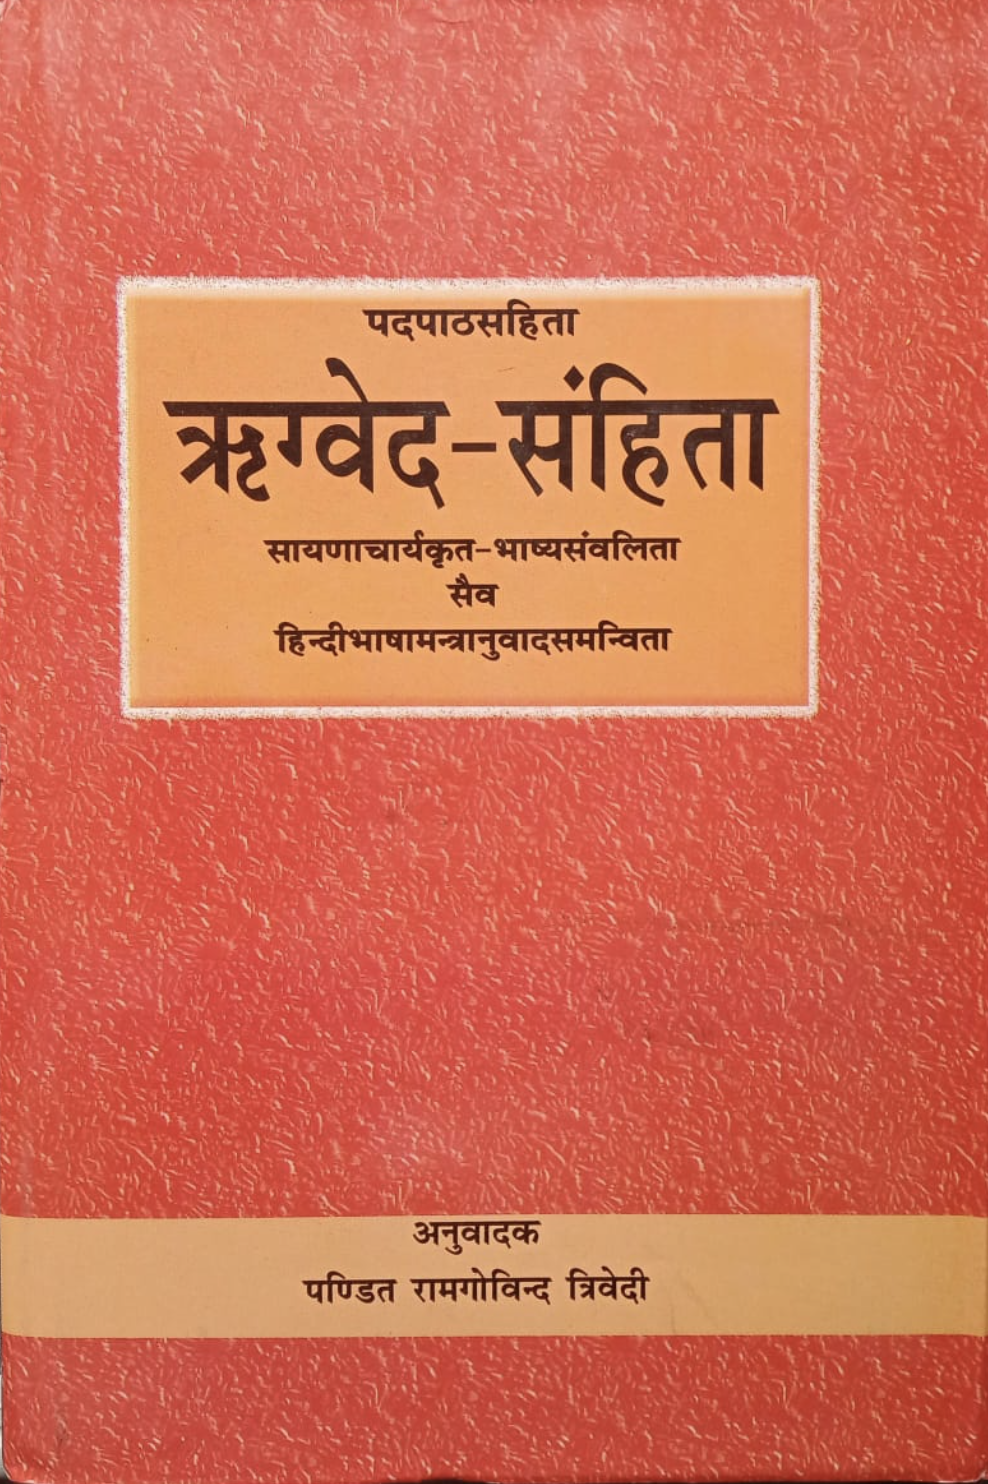 पदपाठसहिता
ऋग्वेद-संहिता
सायणाचार्यकृत-भाष्यसंवलिता
सैव
हिन्दीभाषामन्त्रानुवादसमन्विता
अनुवादक
पण्डित रामगोविन्द त्रिवेदी